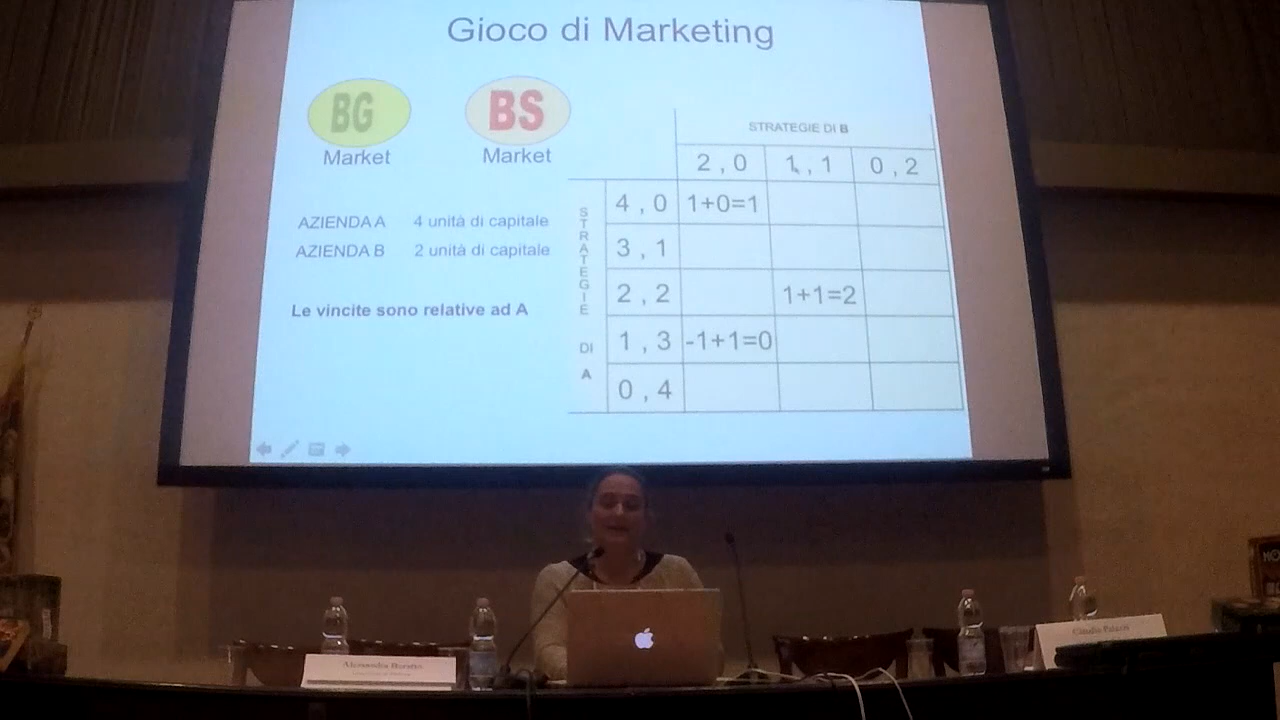 Gioco di Marketing
BG
Market
BS
Market
AZIENDA A 4 unità di capitale
AZIENDA B 2 unità di capitale
Le vincite sono relative ad A
STRATEGIE DI B
2 , 0 1 , 1 0 , 2
STRATEGIE DI A
4 , 0 1+0=1
3 , 1
2 , 2 1+1=2
1 , 3 -1+1=0
0 , 4